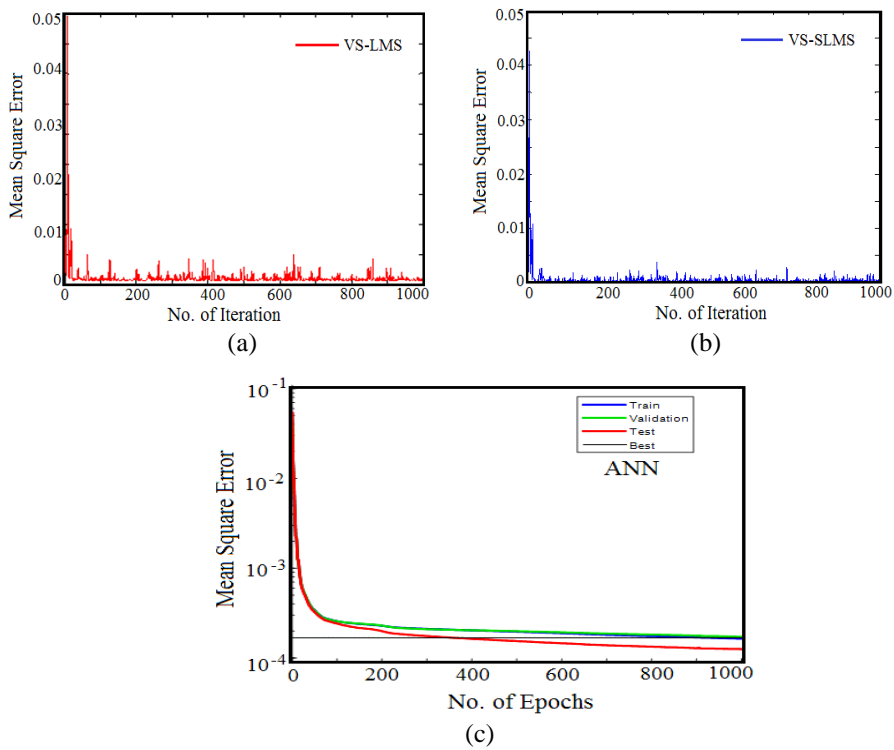 0.05
0.04
0.03
0.02
0.01
0
Mean Square Error
VS-LMS
0 200 400 600 800 1000
No. of Iteration
(a)
0.05
0.04
0.03
0.02
0.01
0
Mean Square Error
VS-SLMS
0 200 400 600 800 1000
No. of Iteration
(b)
10-1
10-2
10-3
10-4
Mean Square Error
Train
Validation
Test
Best
ANN
0 200 400 600 800 1000
No. of Epochs
(c)